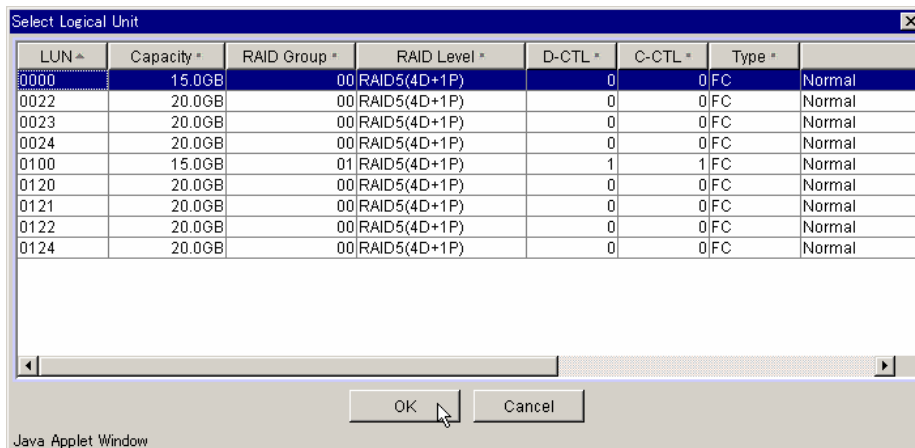 Select Logical Unit
LUN Capacity RAID Group RAID Level D-CTL C-CTL Type
0000 15.0GB 00 RAID5(4D+1P) 0 0 FC Normal
0022 20.0GB 00 RAID5(4D+1P) 0 0 FC Normal
0023 20.0GB 00 RAID5(4D+1P) 0 0 FC Normal
0024 20.0GB 00 RAID5(4D+1P) 0 0 FC Normal
0100 15.0GB 01 RAID5(4D+1P) 1 1 FC Normal
0120 20.0GB 00 RAID5(4D+1P) 0 0 FC Normal
0121 20.0GB 00 RAID5(4D+1P) 0 0 FC Normal
0122 20.0GB 00 RAID5(4D+1P) 0 0 FC Normal
0124 20.0GB 00 RAID5(4D+1P) 0 0 FC Normal
OK Cancel
Java Applet Window